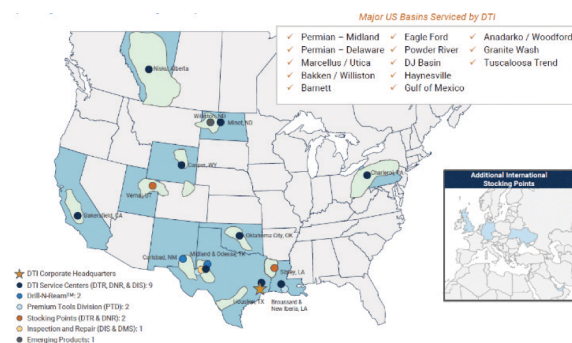 Major US Basins Serviced by DTI
✓ Permian – Midland ✓ Eagle Ford ✓ Anadarko / Woodford
✓ Permian – Delaware ✓ Powder River ✓ Granite Wash
✓ Marcellus / Utica ✓ DJ Basin ✓ Tuscaloosa Trend
✓ Bakken / Williston ✓ Haynesville
✓ Barnett ✓ Gulf of Mexico
Nisku, Alberta
Williston, ND
Minot, ND
Casper, WY
Vernal, UT
Charleroi, PA
Bakersfield, CA
Oklahoma City, OK
Carlsbad, NM
Midland & Odessa, TX
Sibley, LA
Houston, TX
Broussard &
New Iberia, LA
Additional International
Stocking Points
DTI Corporate Headquarters
DTI Service Centers (DTR, DNR, & DIS): 9
Drill-N-Ream™: 2
Premium Tools Division (PTD): 2
Stocking Points (DTR & DNR): 2
Inspection and Repair (DIS & DMS): 1
Emerging Products: 1